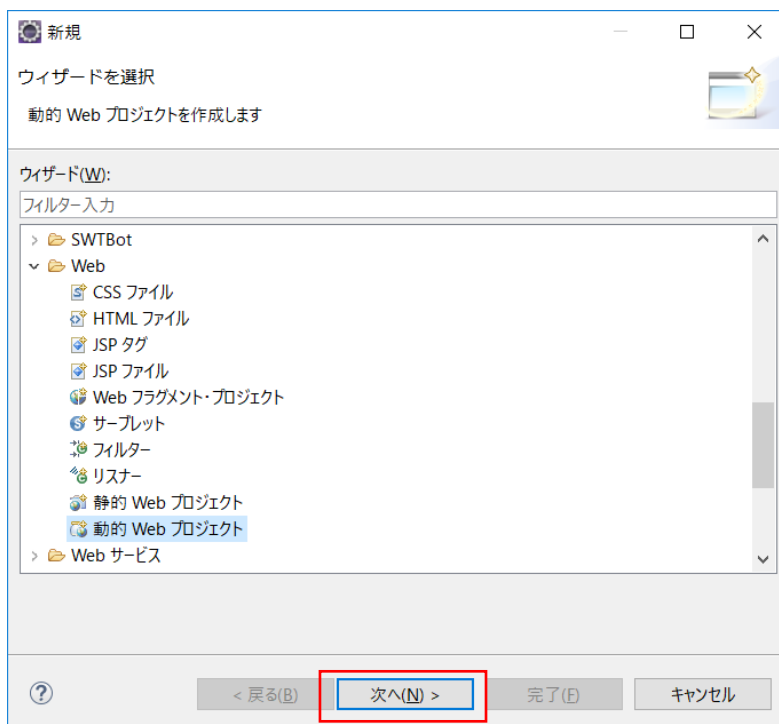 新規
ウィザードを選択
動的 Web プロジェクトを作成します
ウィザード(W):
フィルター入力
SWTBot
Web
CSS ファイル
HTML ファイル
JSP タグ
JSP ファイル
Web フラグメント・プロジェクト
サーブレット
フィルター
リスナー
静的 Web プロジェクト
動的 Web プロジェクト
Web サービス
< 戻る(B) 次へ(N) > 完了(F) キャンセル